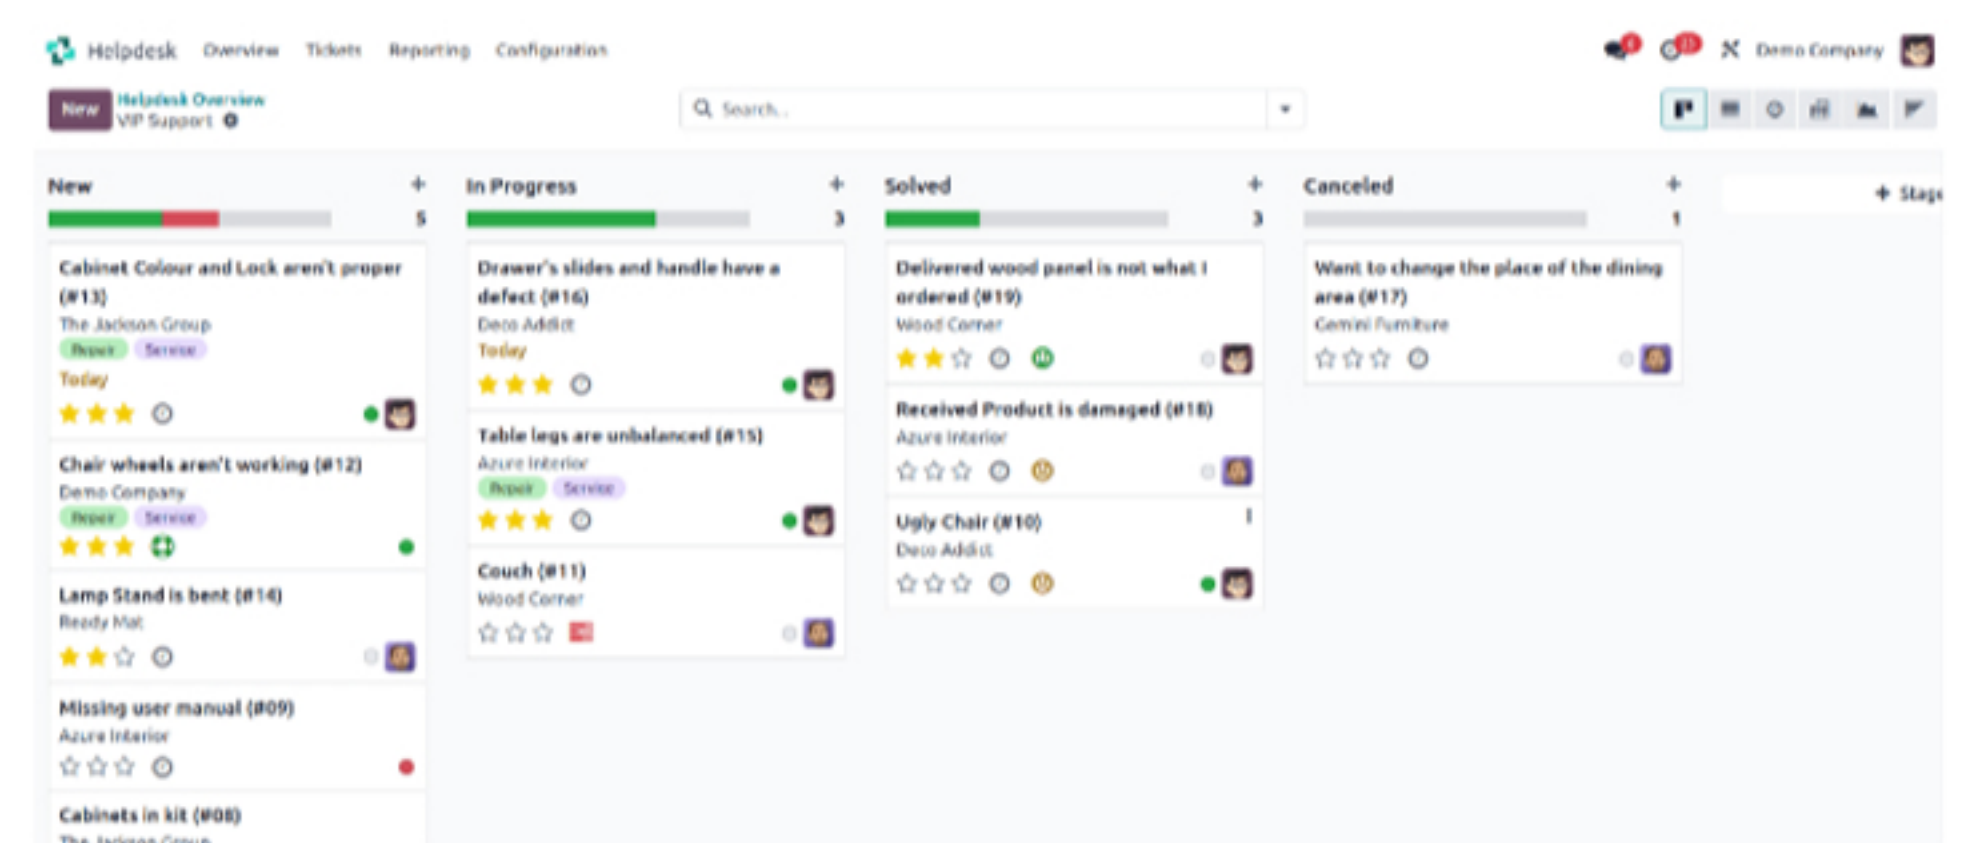 Helpdesk Overview Tickets Reporting Configuration
Demo Company
New
Helpdesk Overview
VIP Support
Search...
New + 5
Cabinet Colour and Lock aren't proper
(#13)
The Jackson Group
Repair Service
Today
Chair wheels aren't working (#12)
Demo Company
Repair Service
Lamp Stand is bent (#14)
Ready Mat
Missing user manual (#09)
Azure Interior
Cabinets in kit (#08)
The Jackson Group
In Progress + 3
Drawer's slides and handle have a
defect (#16)
Deco Addict
Today
Table legs are unbalanced (#15)
Azure Interior
Repair Service
Couch (#11)
Wood Corner
Solved + 3
Delivered wood panel is not what I
ordered (#19)
Wood Corner
Received Product is damaged (#18)
Azure Interior
Ugly Chair (#10)
Deco Addict
Canceled + 1
Want to change the place of the dining
area (#17)
Gemini Furniture
+ Stage